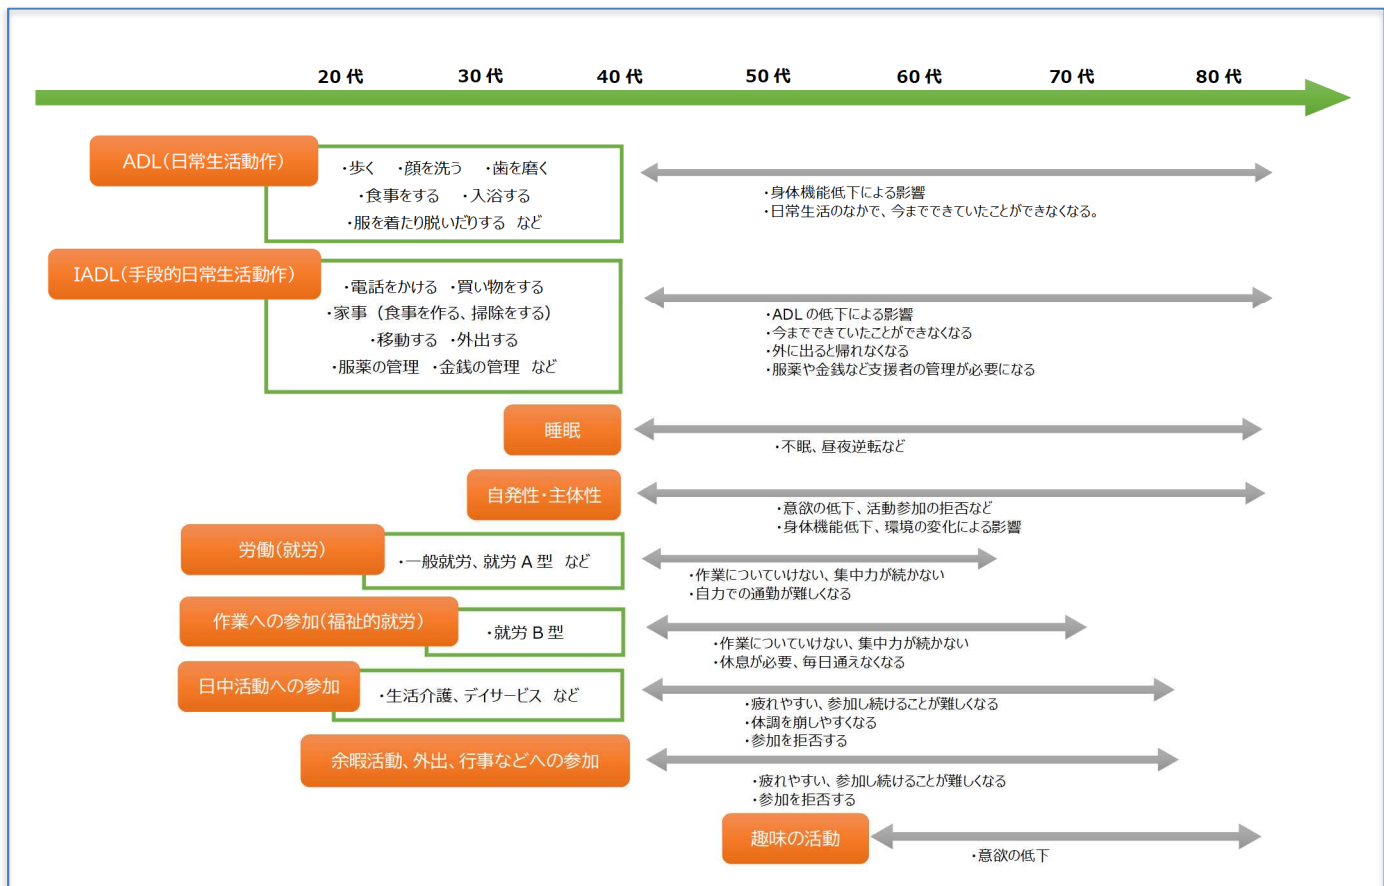 20 代 30 代 40 代 50 代 60 代 70 代 80 代
ADL(日常生活動作)
・歩く ・顔を洗う ・歯を磨く
・食事をする ・入浴する
・服を着たり脱いだりする など
・身体機能低下による影響
・日常生活のなかで、今までできていたことができなくなる。
IADL(手段的日常生活動作)
・電話をかける ・買い物をする
・家事（食事を作る、掃除をする）
・移動する ・外出する
・服薬の管理 ・金銭の管理 など
・ADL の低下による影響
・今までできていたことができなくなる
・外に出ると帰れなくなる
・服薬や金銭など支援者の管理が必要になる
睡眠
・不眠、昼夜逆転など
自発性・主体性
・意欲の低下、活動参加の拒否など
・身体機能低下、環境の変化による影響
労働(就労)
・一般就労、就労 A 型 など
・作業についていけない、集中力が続かない
・自力での通勤が難しくなる
作業への参加(福祉的就労)
・就労 B 型
・作業についていけない、集中力が続かない
・休息が必要、毎日通えなくなる
日中活動への参加
・生活介護、デイサービス など
・疲れやすい、参加し続けることが難しくなる
・体調を崩しやすくなる
・参加を拒否する
余暇活動、外出、行事などへの参加
・疲れやすい、参加し続けることが難しくなる
・参加を拒否する
趣味の活動
・意欲の低下